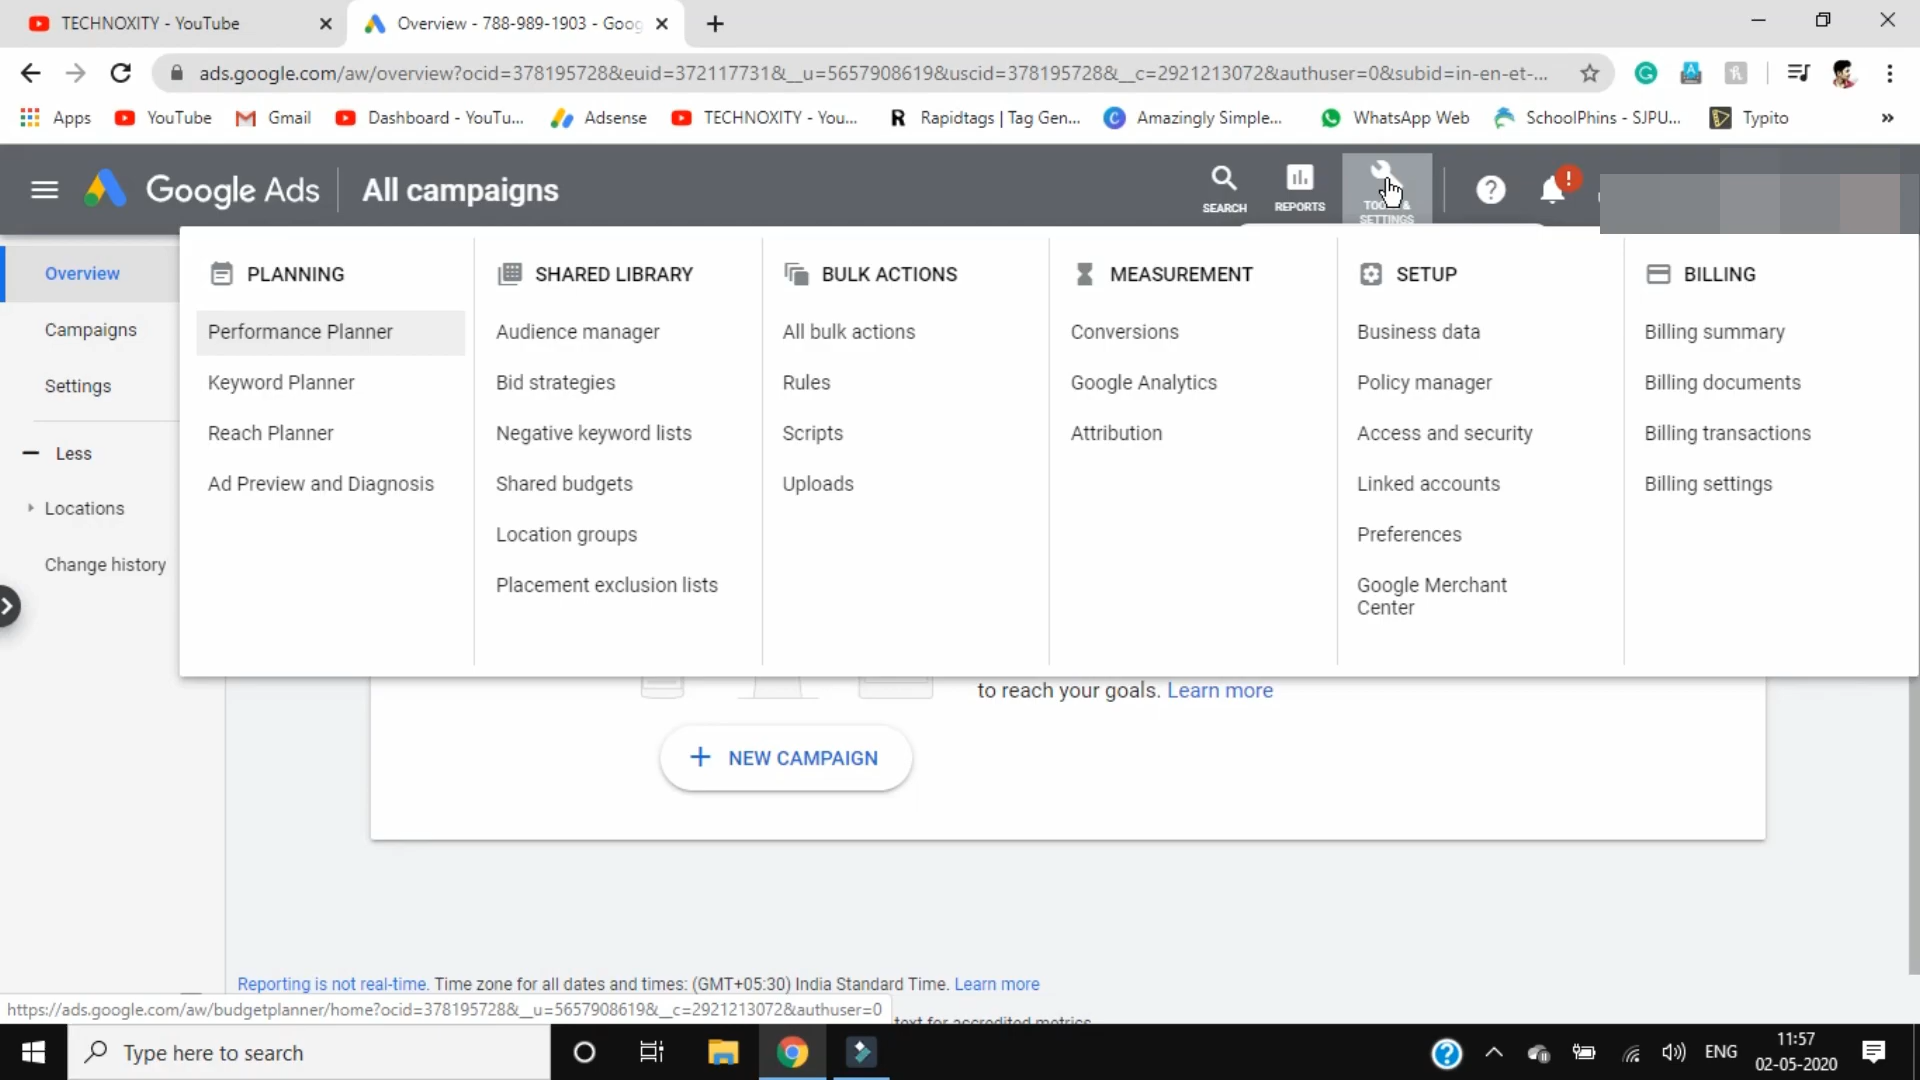 TECHNOXITY - YouTube
Overview - 788-989-1903 - Goog
ads.google.com/aw/overview?ocid=378195728&euid=372117731&__u=5657908619&uscid=378195728&__c=2921213072&authuser=0&subid=in-en-et-...
Apps YouTube Gmail Dashboard - YouTu... Adsense TECHNOXITY - You... Rapidtags | Tag Gen... Amazingly Simple... WhatsApp Web SchoolPhins - SJPU... Typito
Google Ads All campaigns
SEARCH REPORTS
SETTINGS
Overview
Campaigns
Settings
Less
Locations
Change history
PLANNING
Performance Planner
Keyword Planner
Reach Planner
Ad Preview and Diagnosis
SHARED LIBRARY
Audience manager
Bid strategies
Negative keyword lists
Shared budgets
Location groups
Placement exclusion lists
BULK ACTIONS
All bulk actions
Rules
Scripts
Uploads
MEASUREMENT
Conversions
Google Analytics
Attribution
SETUP
Business data
Policy manager
Access and security
Linked accounts
Preferences
Google Merchant
Center
BILLING
Billing summary
Billing documents
Billing transactions
Billing settings
to reach your goals. Learn more
+ NEW CAMPAIGN
Reporting is not real-time. Time zone for all dates and times: (GMT+05:30) India Standard Time. Learn more
https://ads.google.com/aw/budgetplanner/home?ocid=378195728&__u=5657908619&__c=2921213072&authuser=0
text for accredited metrics
Type here to search
ENG
11:57
02-05-2020